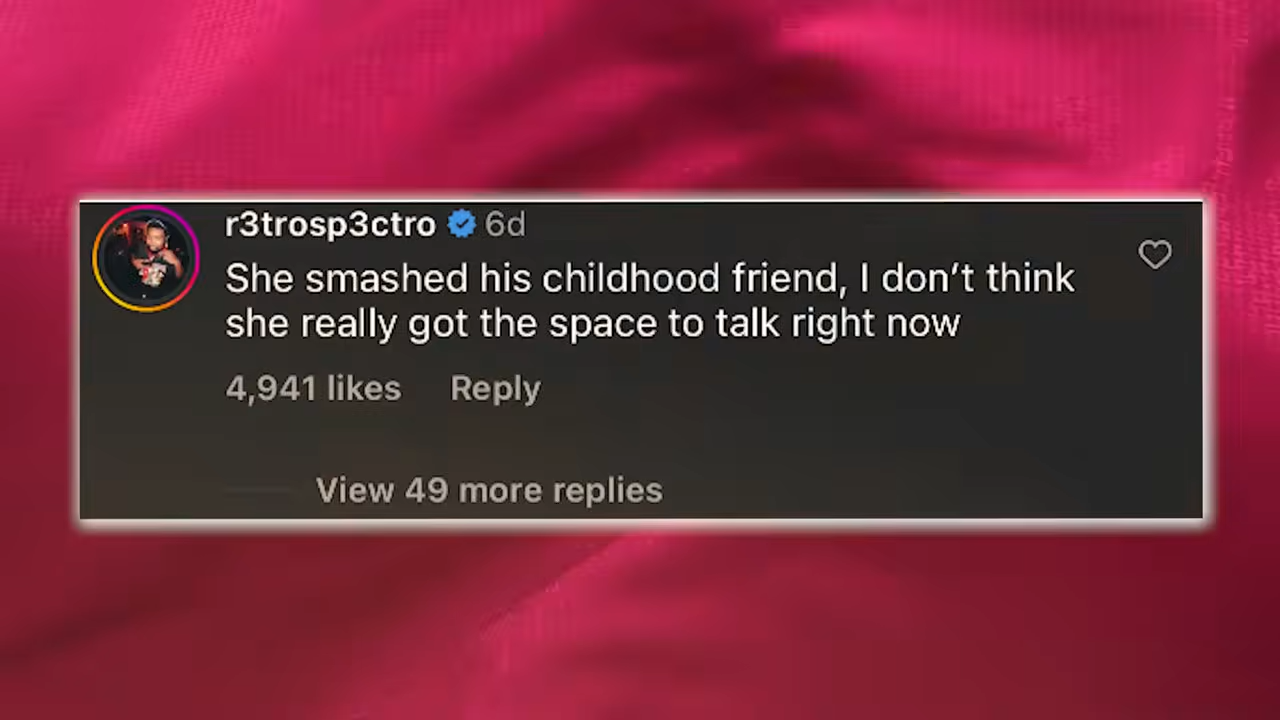 r3trosp3ctro 6d
She smashed his childhood friend, I don’t think
she really got the space to talk right now
4,941 likes Reply
View 49 more replies